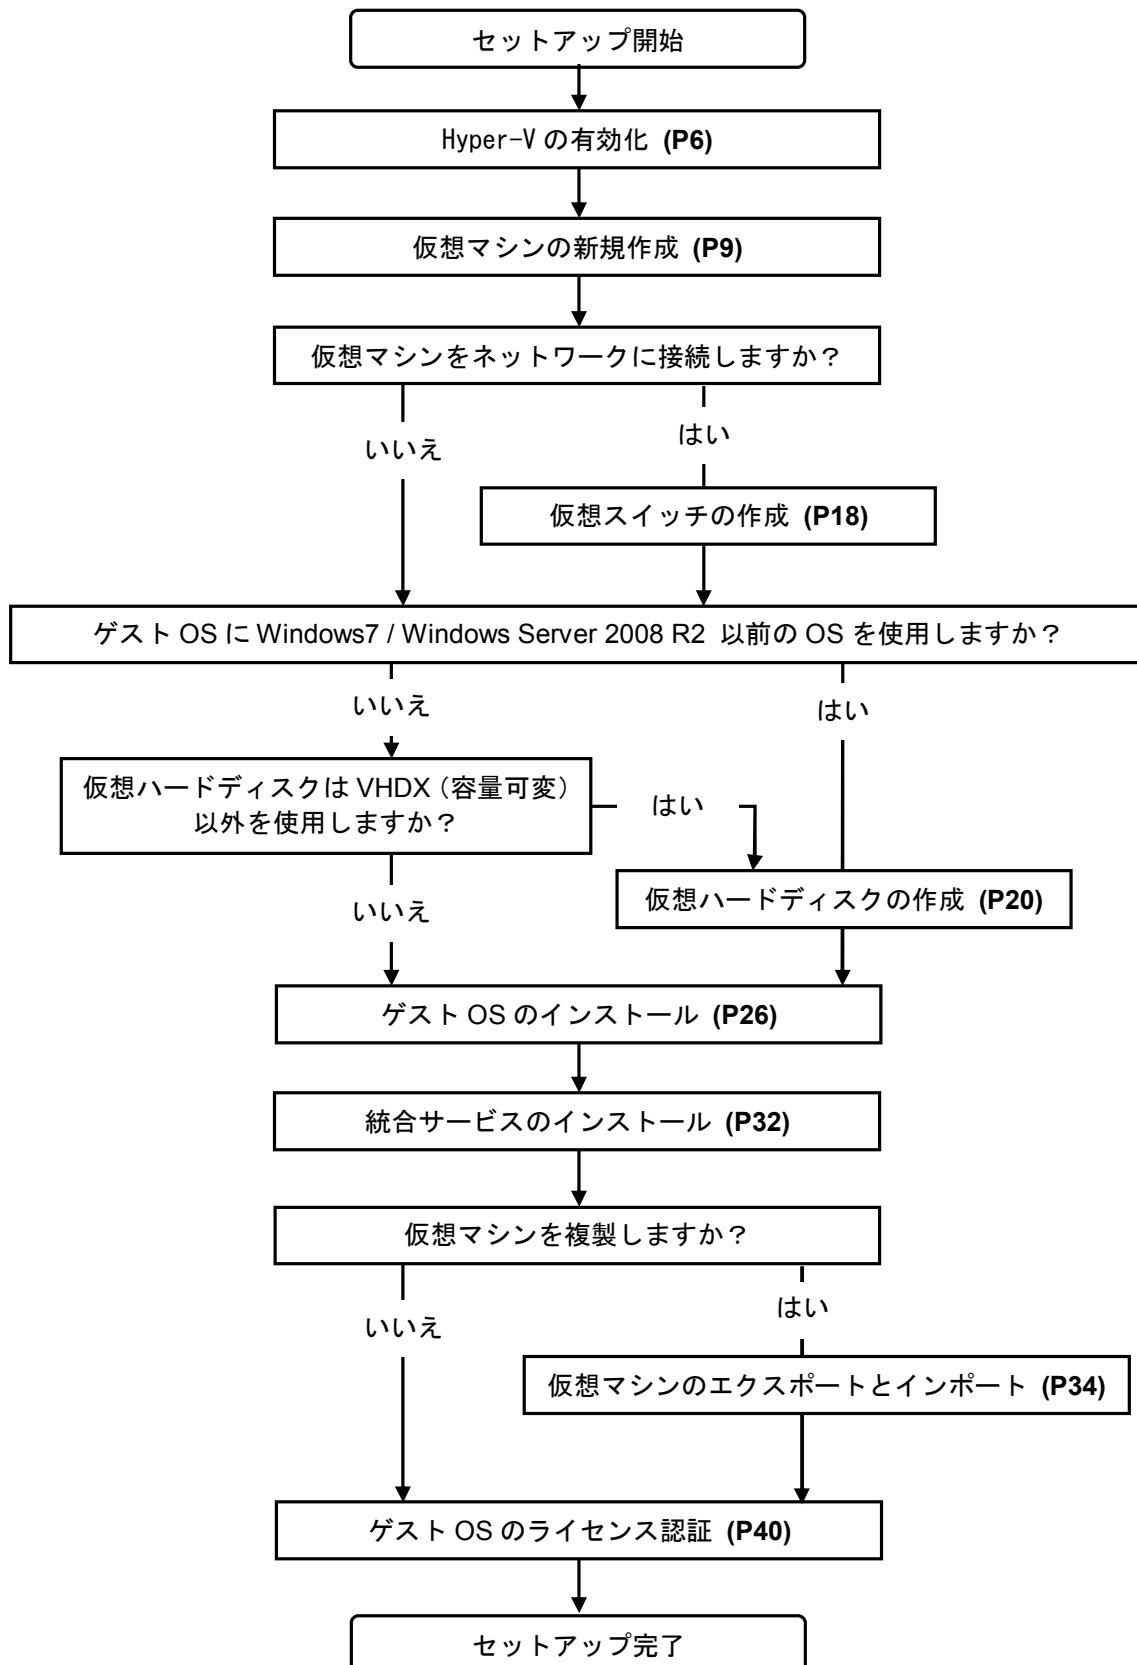 セットアップ開始
Hyper-V の有効化 (P6)
仮想マシンの新規作成 (P9)
仮想マシンをネットワークに接続しますか？
いいえ
はい
仮想スイッチの作成 (P18)
ゲスト OS に Windows7 / Windows Server 2008 R2 以前の OS を使用しますか？
いいえ
はい
仮想ハードディスクは VHDX（容量可変）
以外を使用しますか？
はい
いいえ
仮想ハードディスクの作成 (P20)
ゲスト OS のインストール (P26)
統合サービスのインストール (P32)
仮想マシンを複製しますか？
いいえ
はい
仮想マシンのエクスポートとインポート (P34)
ゲスト OS のライセンス認証 (P40)
セットアップ完了